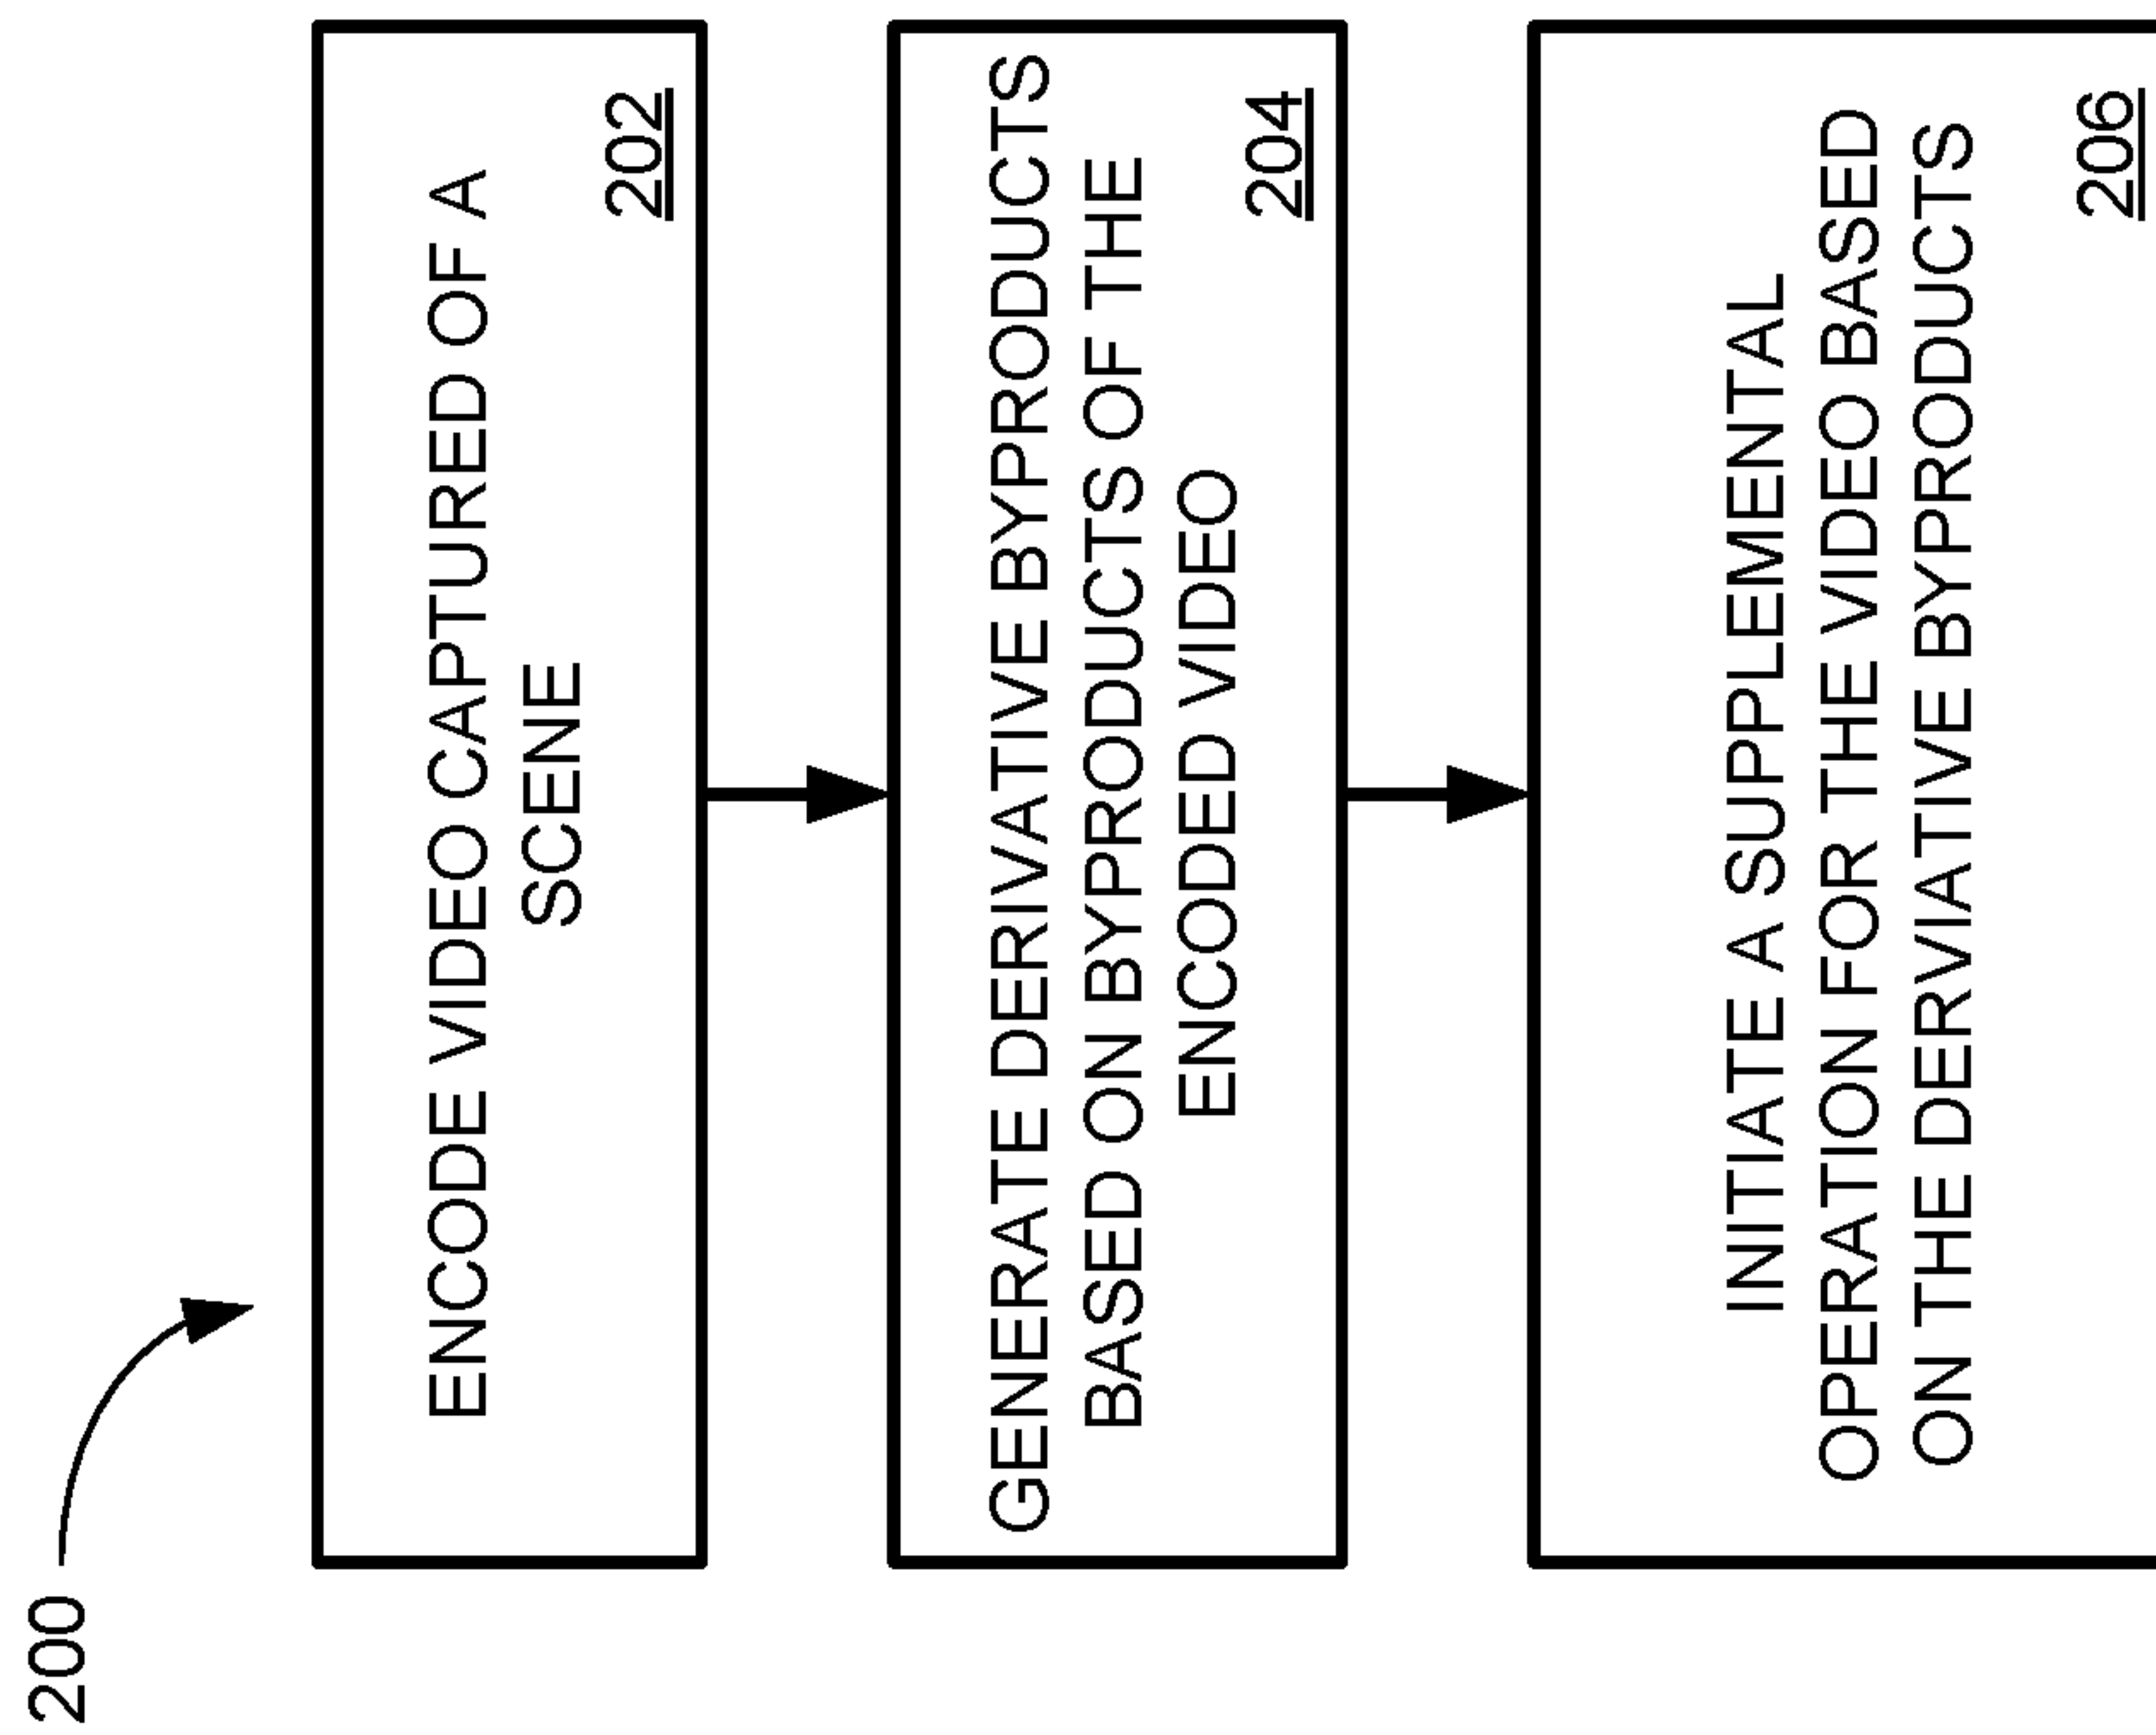 200
ENCODE VIDEO CAPTURED OF A
SCENE
202
GENERATE DERIVATIVE BYPRODUCTS
BASED ON BYPRODUCTS OF THE
ENCODED VIDEO
204
INITIATE A SUPPLEMENTAL
OPERATION FOR THE VIDEO BASED
ON THE DERVIATIVE BYPRODUCTS
206